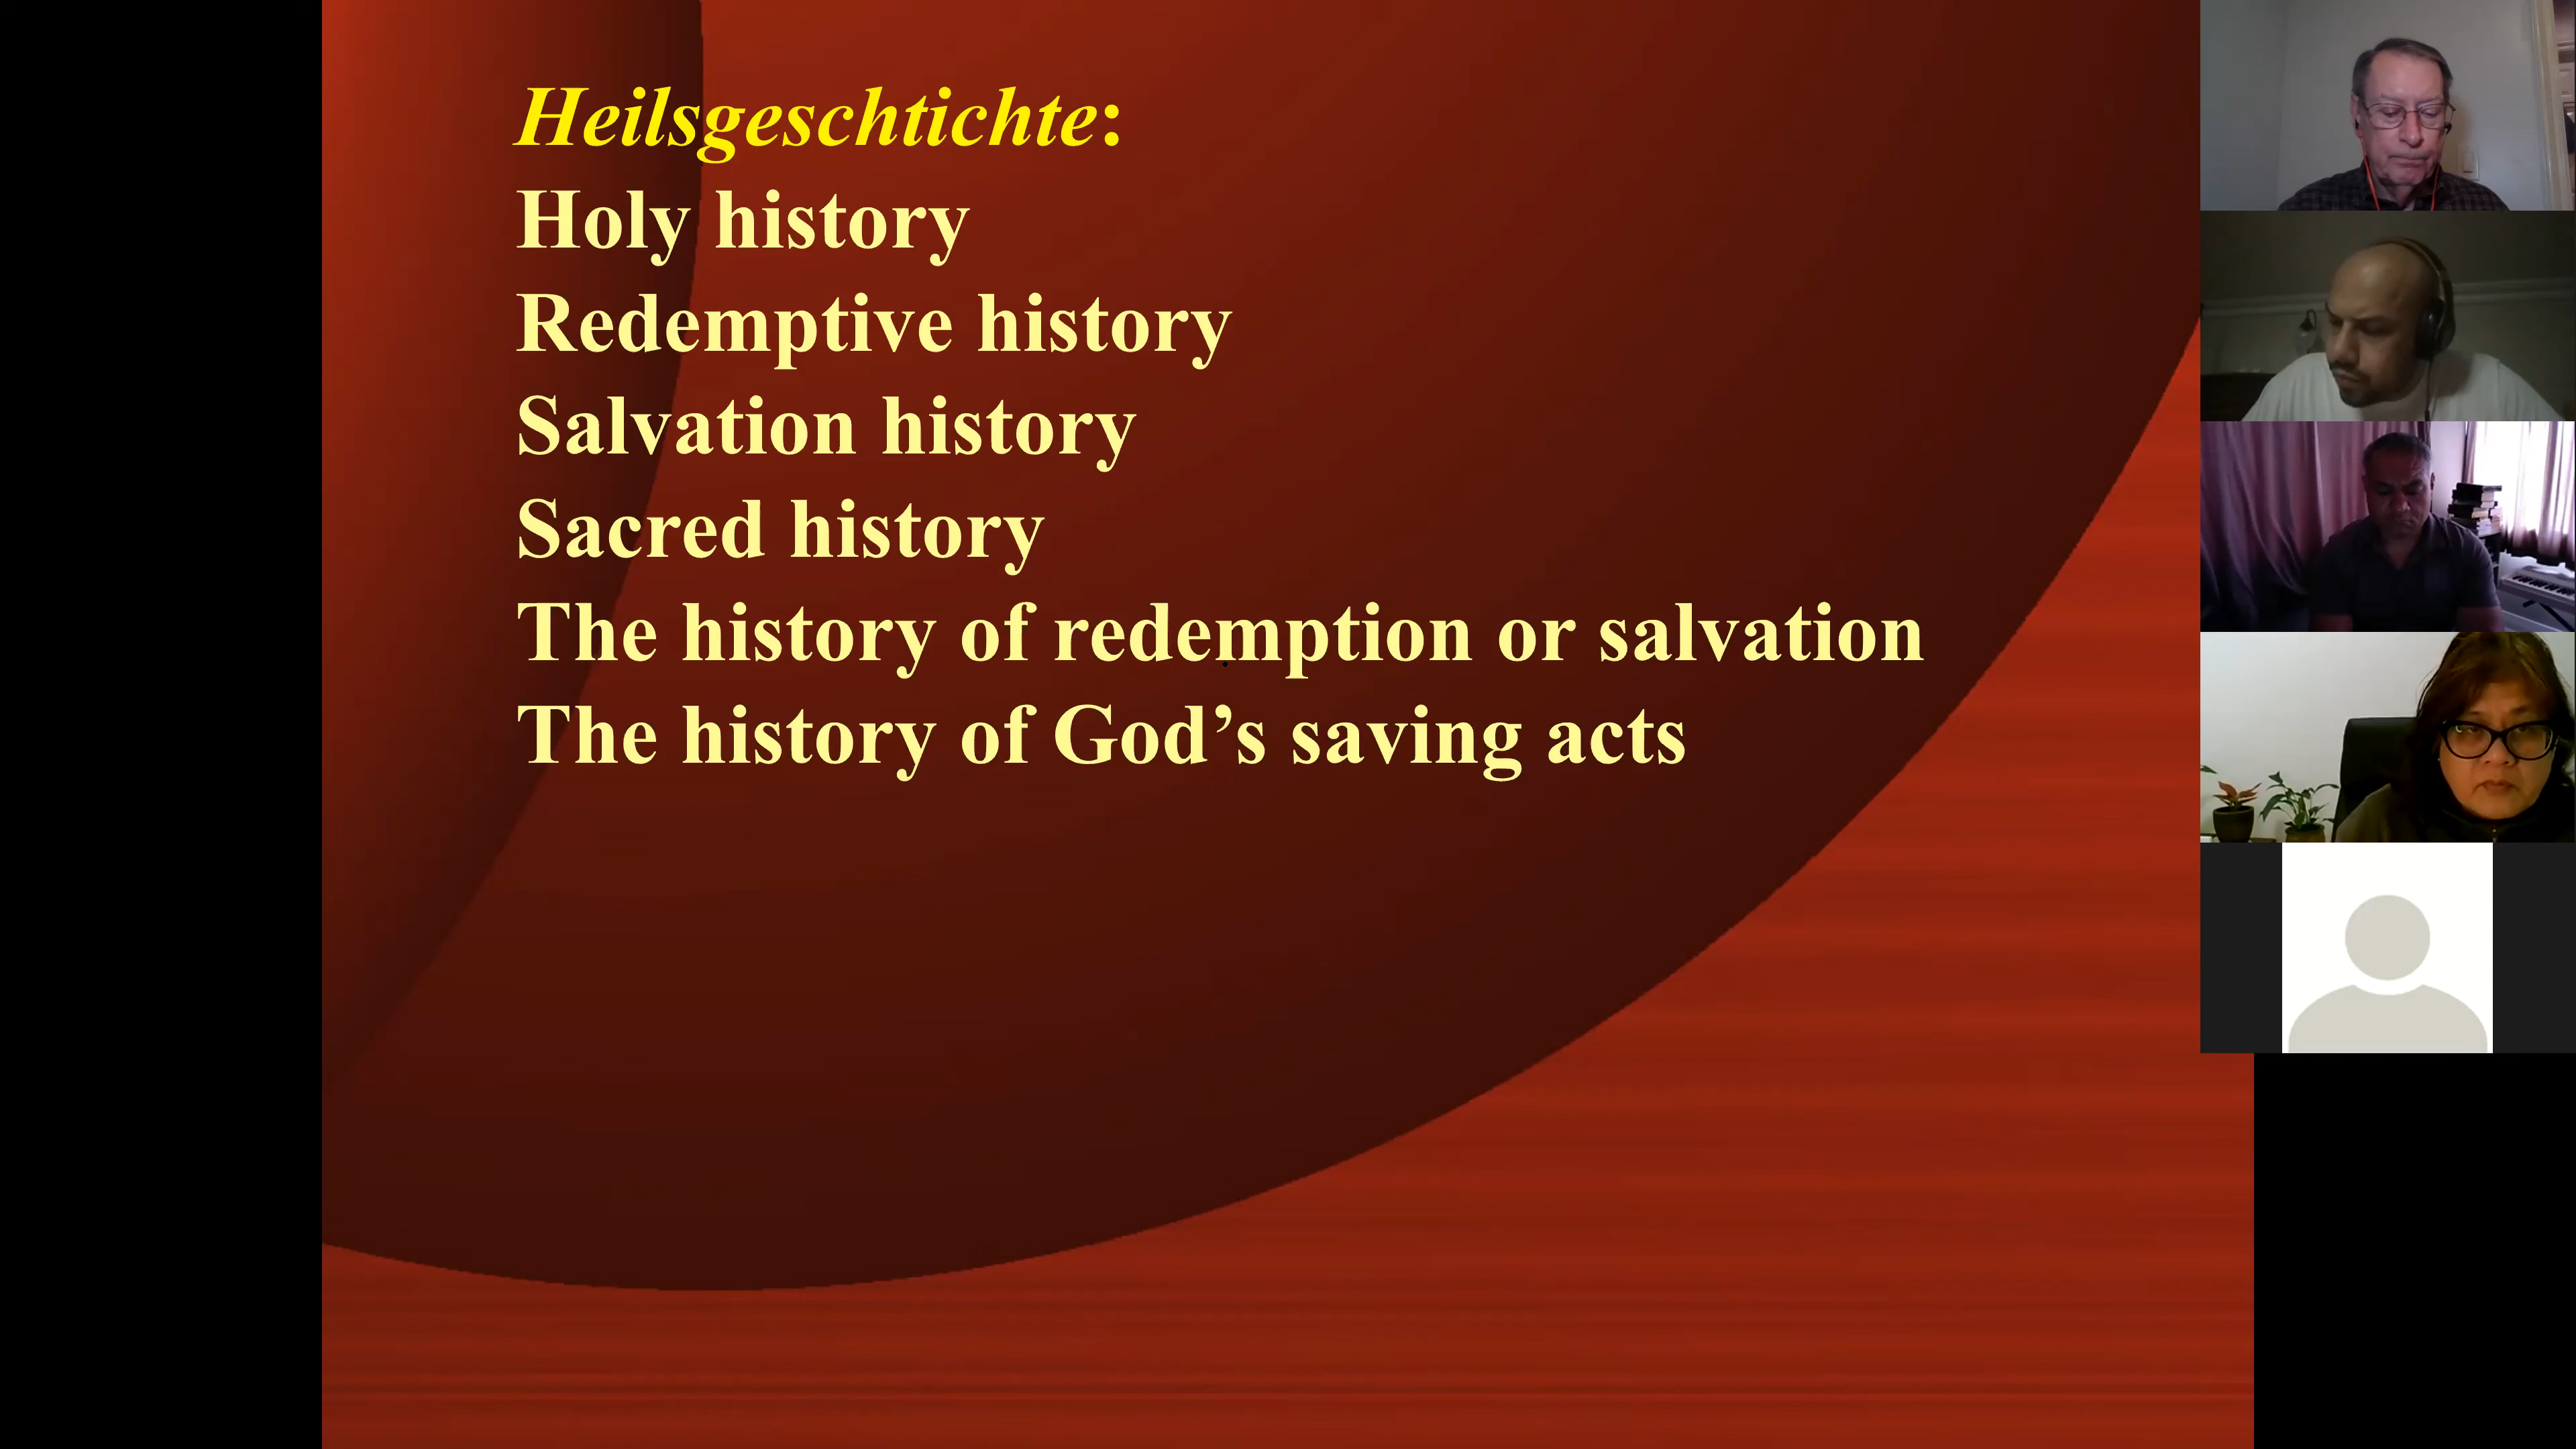 Heilsgeschtichte:
Holy history
Redemptive history
Salvation history
Sacred history
The history of redemption or salvation
The history of God’s saving acts